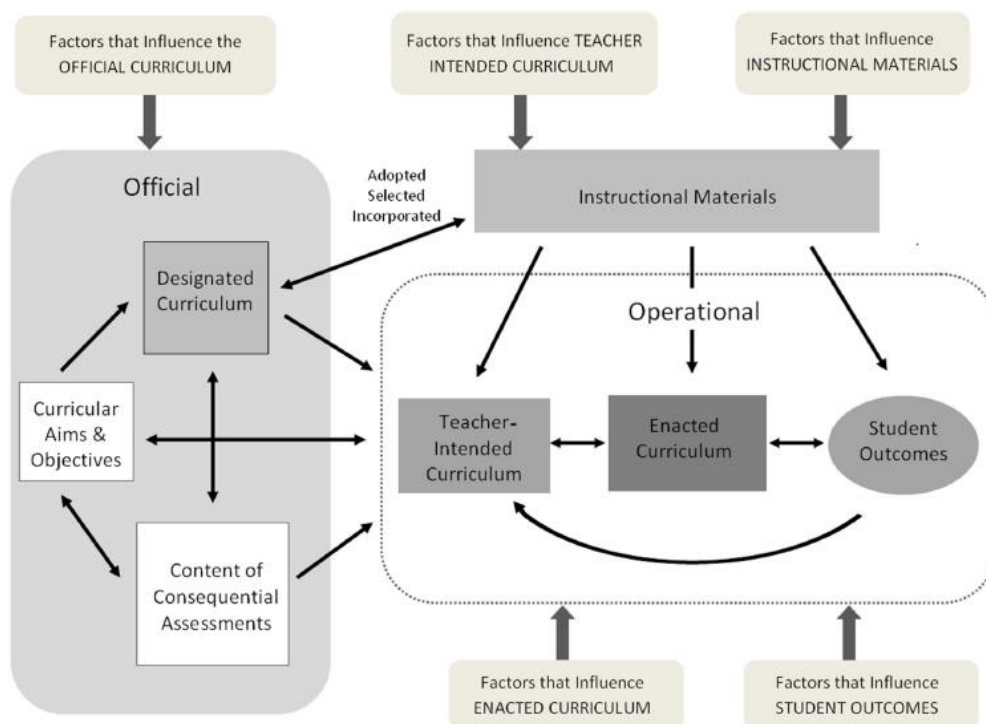 Factors that Influence the
OFFICIAL CURRICULUM
Factors that Influence TEACHER
INTENDED CURRICULUM
Factors that Influence
INSTRUCTIONAL MATERIALS
Official
Adopted
Selected
Incorporated
Instructional Materials
Designated
Curriculum
Operational
Curricular
Aims &
Objectives
Teacher-
Intended
Curriculum
Enacted
Curriculum
Student
Outcomes
Content of
Consequential
Assessments
Factors that Influence
ENACTED CURRICULUM
Factors that Influence
STUDENT OUTCOMES